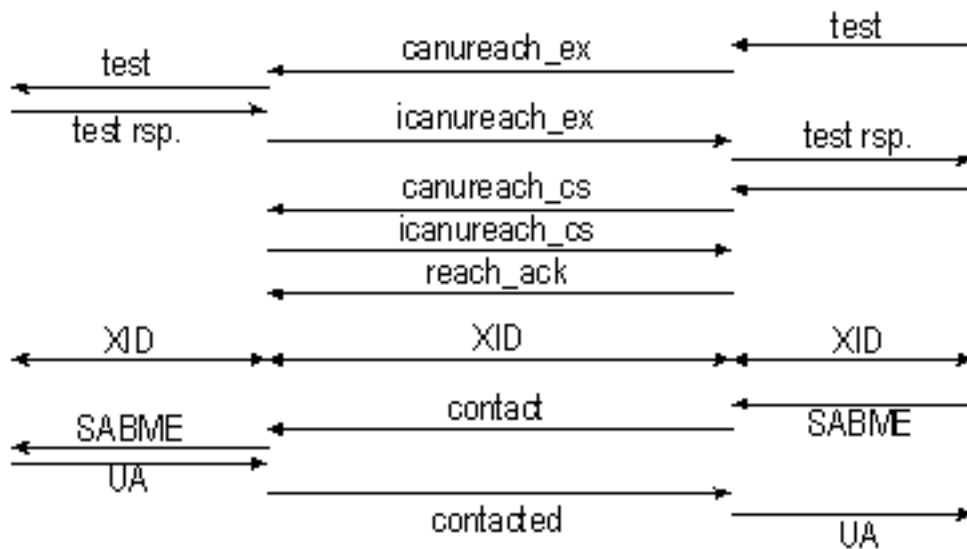 test
canureach_ex
test
test rsp.
icanureach_ex
test rsp.
canureach_cs
icanureach_cs
reach_ack
XID XID XID
contact
SABME
SABME
UA
contacted
UA